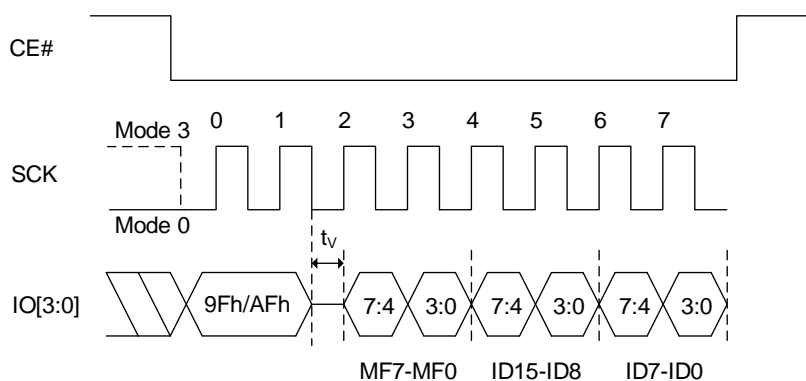 CE#
Mode 3 0 1 2 3 4 5 6 7
SCK
Mode 0
tV
IO[3:0] 9Fh/AFh 7:4 3:0 7:4 3:0 7:4 3:0
MF7-MF0 ID15-ID8 ID7-ID0